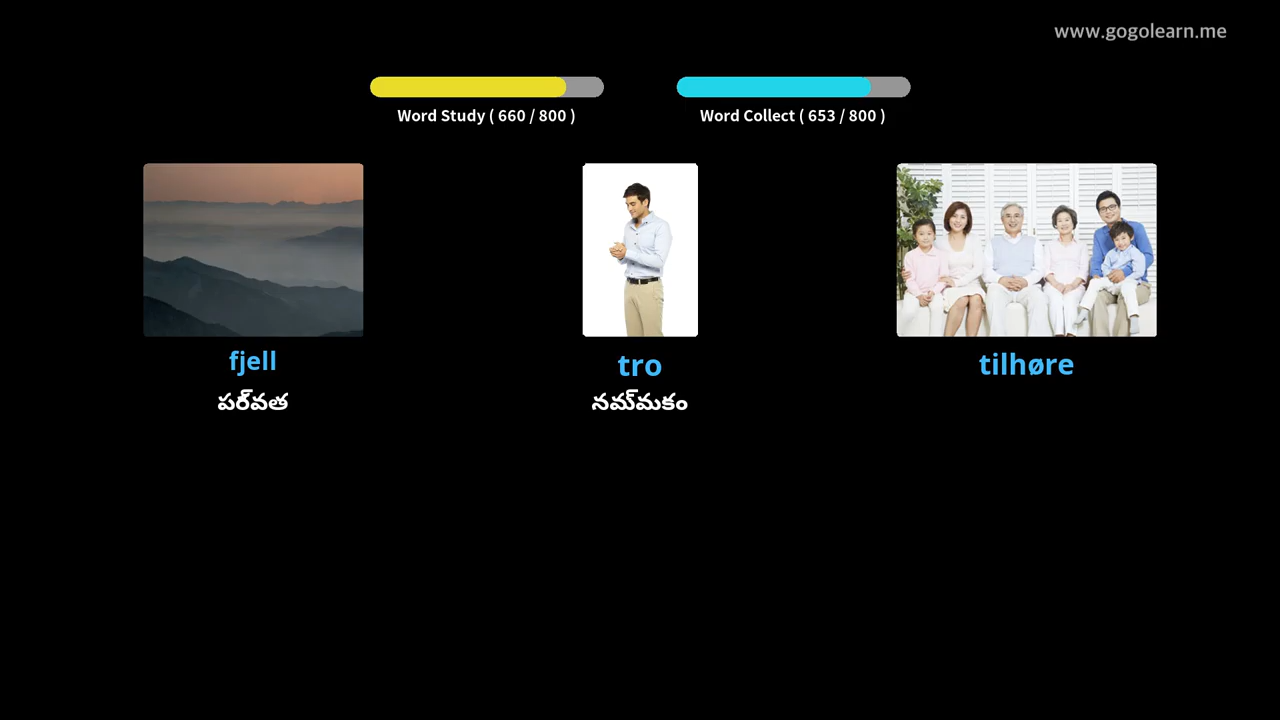 www.gogolearn.me
Word Study ( 660 / 800 )
Word Collect ( 653 / 800 )
fjell
tro
tilhøre
పర్‌వత
నమ్‌మకం